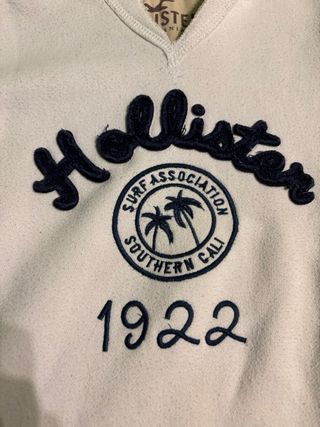 Hollister
SURF ASSOCIATION
SOUTHERN CALI
1922